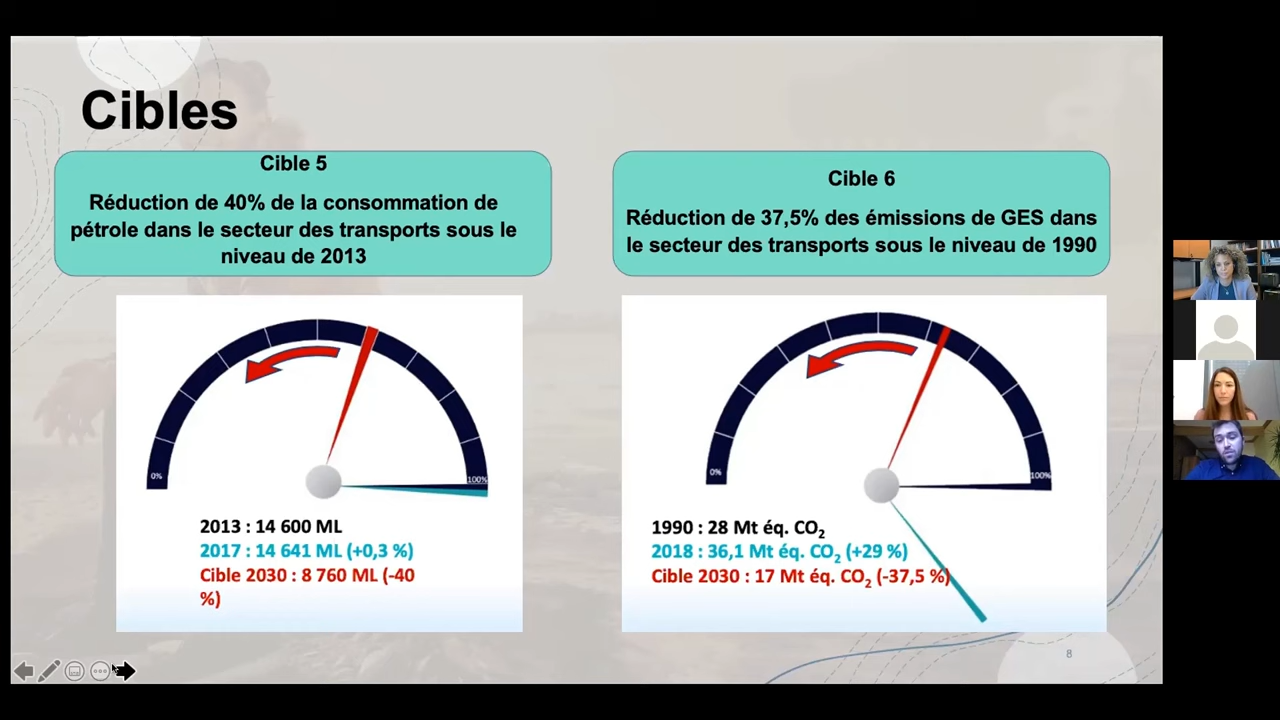 Cibles
Cible 5
Réduction de 40% de la consommation de
pétrole dans le secteur des transports sous le
niveau de 2013
Cible 6
Réduction de 37,5% des émissions de GES dans
le secteur des transports sous le niveau de 1990
0%
100%
2013 : 14 600 ML
2017 : 14 641 ML (+0,3 %)
Cible 2030 : 8 760 ML (-40
%)
0%
100%
1990 : 28 Mt éq. CO₂
2018 : 36,1 Mt éq. CO₂ (+29 %)
Cible 2030 : 17 Mt éq. CO₂ (-37,5 %)
8